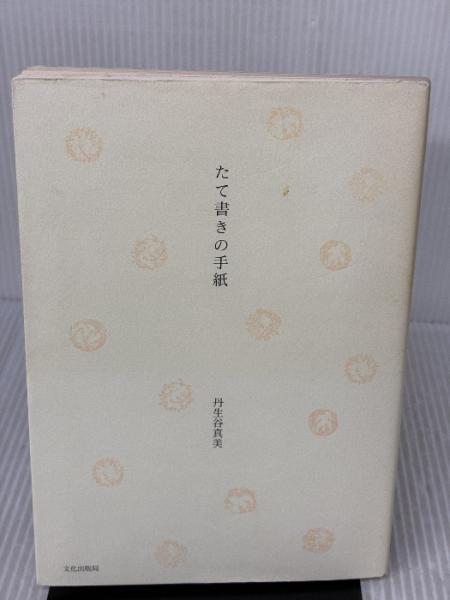 たて書きの手紙
丹生谷真美
文化出版局